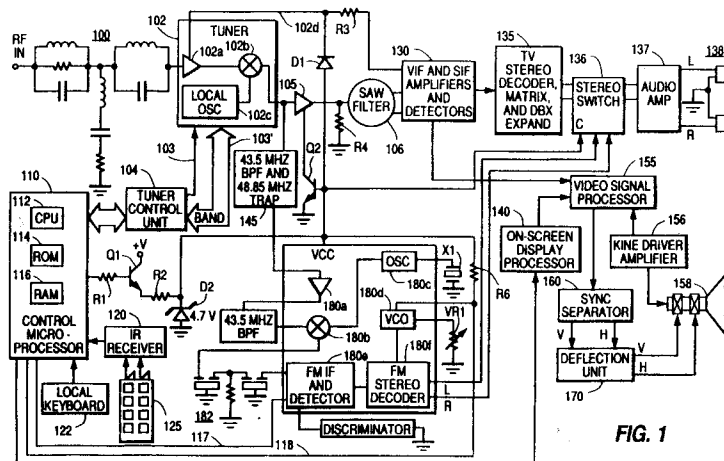 RF
IN
100
102
102d
TUNER
102a
102b
LOCAL
OSC
102c
R3
D1
105
SAW
FILTER
106
R4
130
VIF AND SIF
AMPLIFIERS
AND
DETECTORS
135
TV
STEREO
DECODER,
MATRIX,
AND DBX
EXPAND
136
STEREO
SWITCH
C
137
AUDIO
AMP
L
R
138
103
103'
104
TUNER
CONTROL
UNIT
BAND
43.5 MHZ
BPF AND
48.85 MHZ
TRAP
145
Q2
110
112
CPU
114
ROM
116
RAM
CONTROL
MICRO-
PROCESSOR
Q1
+V
R1
R2
D2
4.7 V
120
IR
RECEIVER
LOCAL
KEYBOARD
122
125
VCC
180a
43.5 MHZ
BPF
180b
OSC
180c
X1
180d
VCO
VR1
R6
180e
FM IF AND
DETECTOR
180f
FM
STEREO
DECODER
L
R
182
DISCRIMINATOR
117
118
140
ON-SCREEN
DISPLAY
PROCESSOR
155
VIDEO SIGNAL
PROCESSOR
156
KINE DRIVER
AMPLIFIER
158
160
SYNC
SEPARATOR
V
H
DEFLECTION
UNIT
170
V
H
FIG. 1